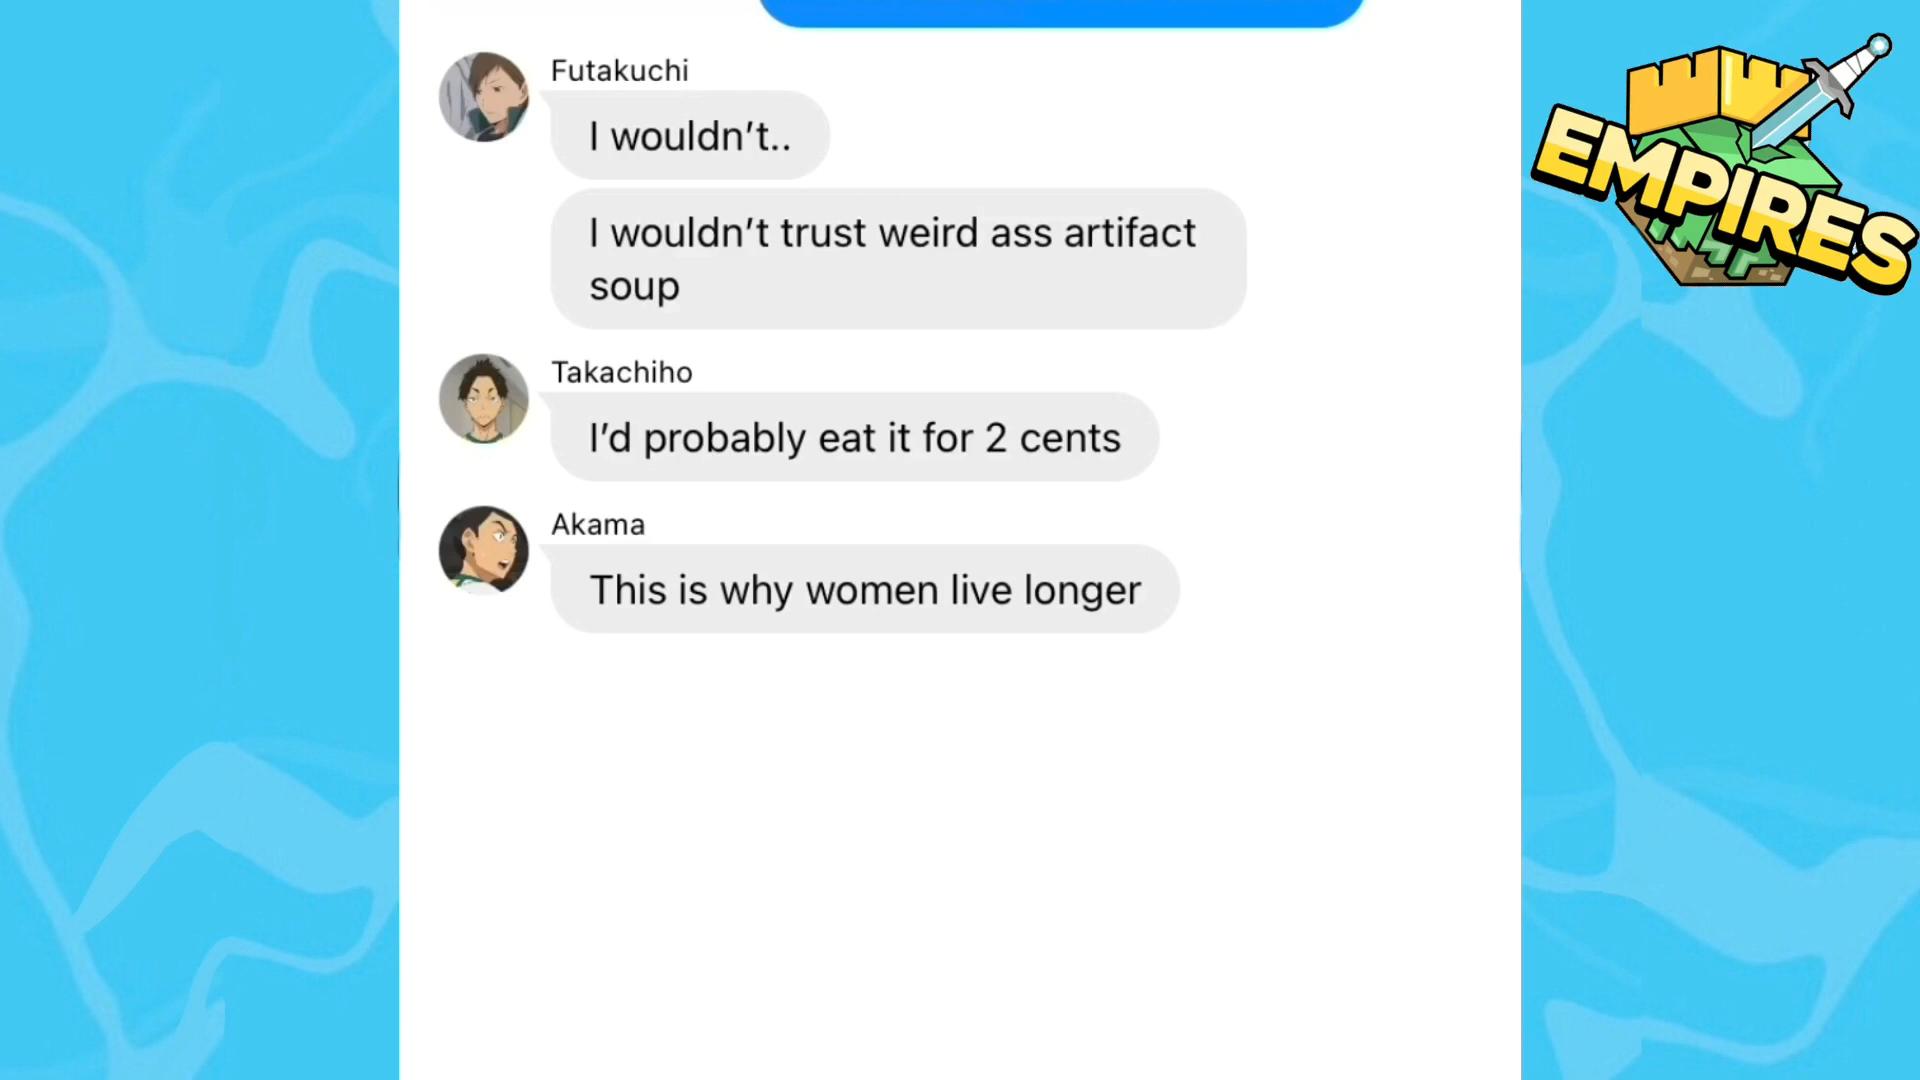 Futakuchi
I wouldn’t..
I wouldn’t trust weird ass artifact
soup
Takachiho
I’d probably eat it for 2 cents
Akama
This is why women live longer
EMPIRES